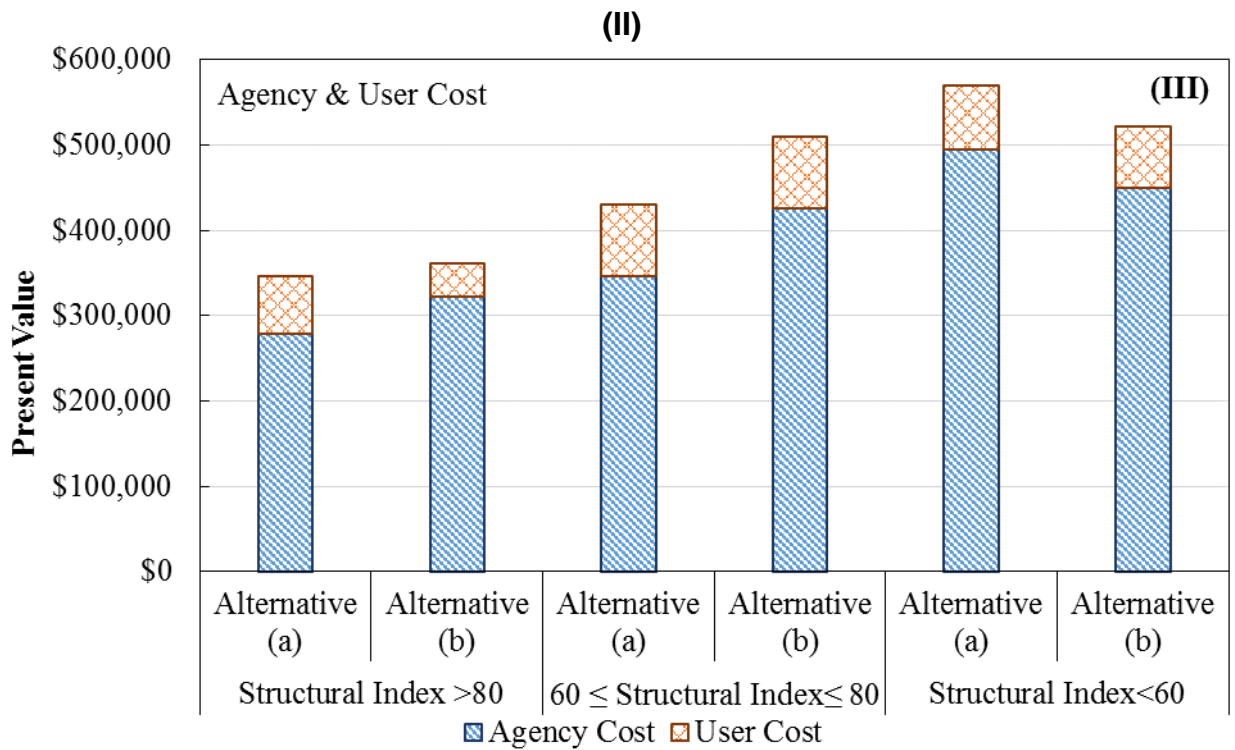 (II)
$600,000
Agency & User Cost
(III)
$500,000
$400,000
$300,000
$200,000
$100,000
$0
Present Value
Alternative (a)
Alternative (b)
Alternative (a)
Alternative (b)
Alternative (a)
Alternative (b)
Structural Index >80
60 ≤ Structural Index≤ 80
Structural Index<60
Agency Cost
User Cost